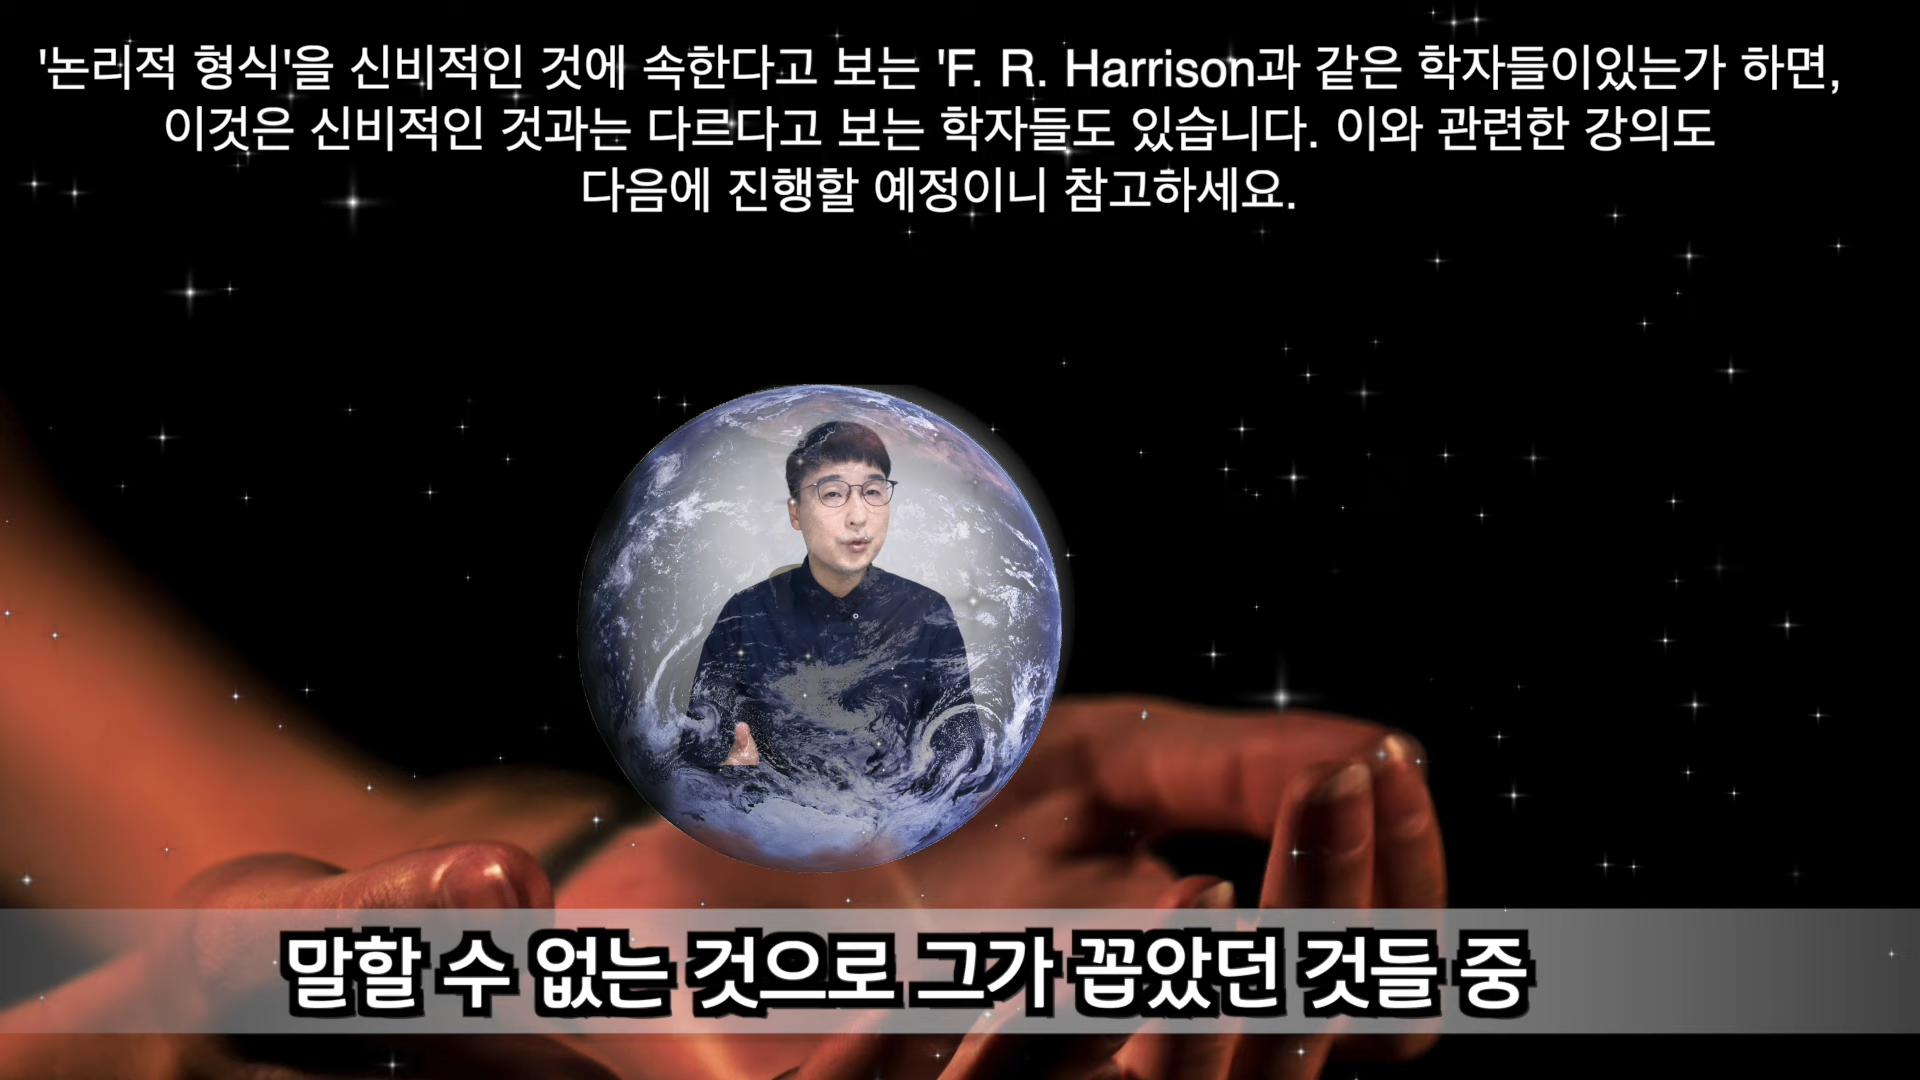 '논리적 형식'을 신비적인 것에 속한다고 보는 'F. R. Harrison과 같은 학자들이있는가 하면,
이것은 신비적인 것과는 다르다고 보는 학자들도 있습니다. 이와 관련한 강의도
다음에 진행할 예정이니 참고하세요.
말할 수 없는 것으로 그가 꼽았던 것들 중